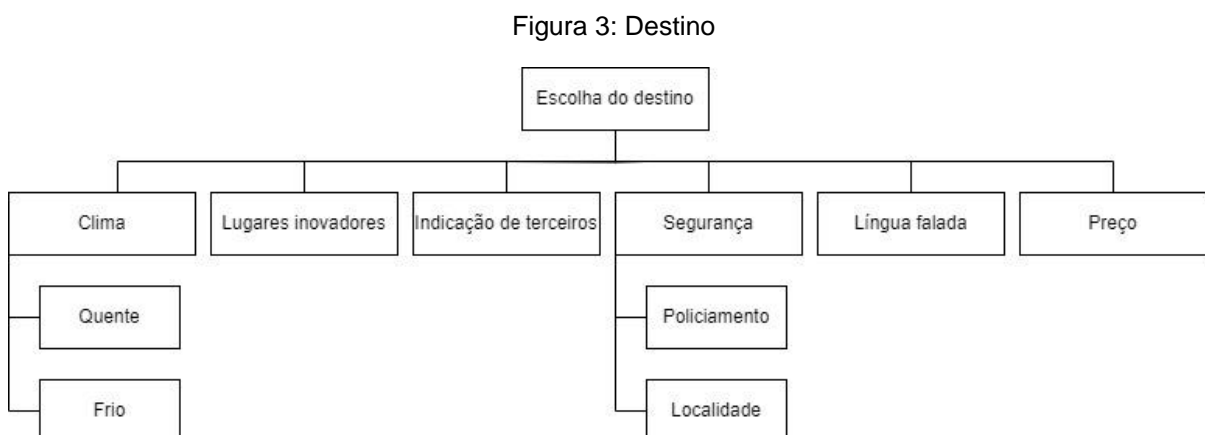 Figura 3: Destino
Escolha do destino
Clima
Lugares inovadores
Indicação de terceiros
Segurança
Língua falada
Preço
Quente
Policiamento
Frio
Localidade